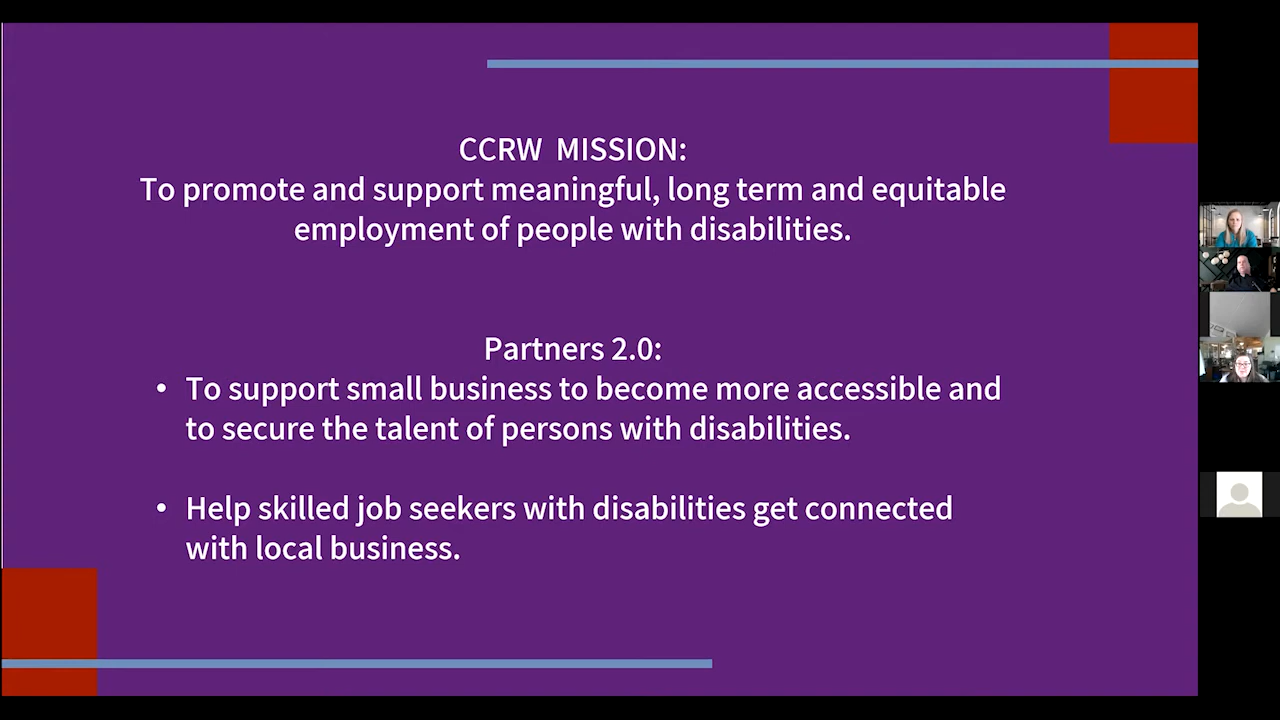 CCRW MISSION:
To promote and support meaningful, long term and equitable
employment of people with disabilities.
Partners 2.0:
• To support small business to become more accessible and
to secure the talent of persons with disabilities.
• Help skilled job seekers with disabilities get connected
with local business.